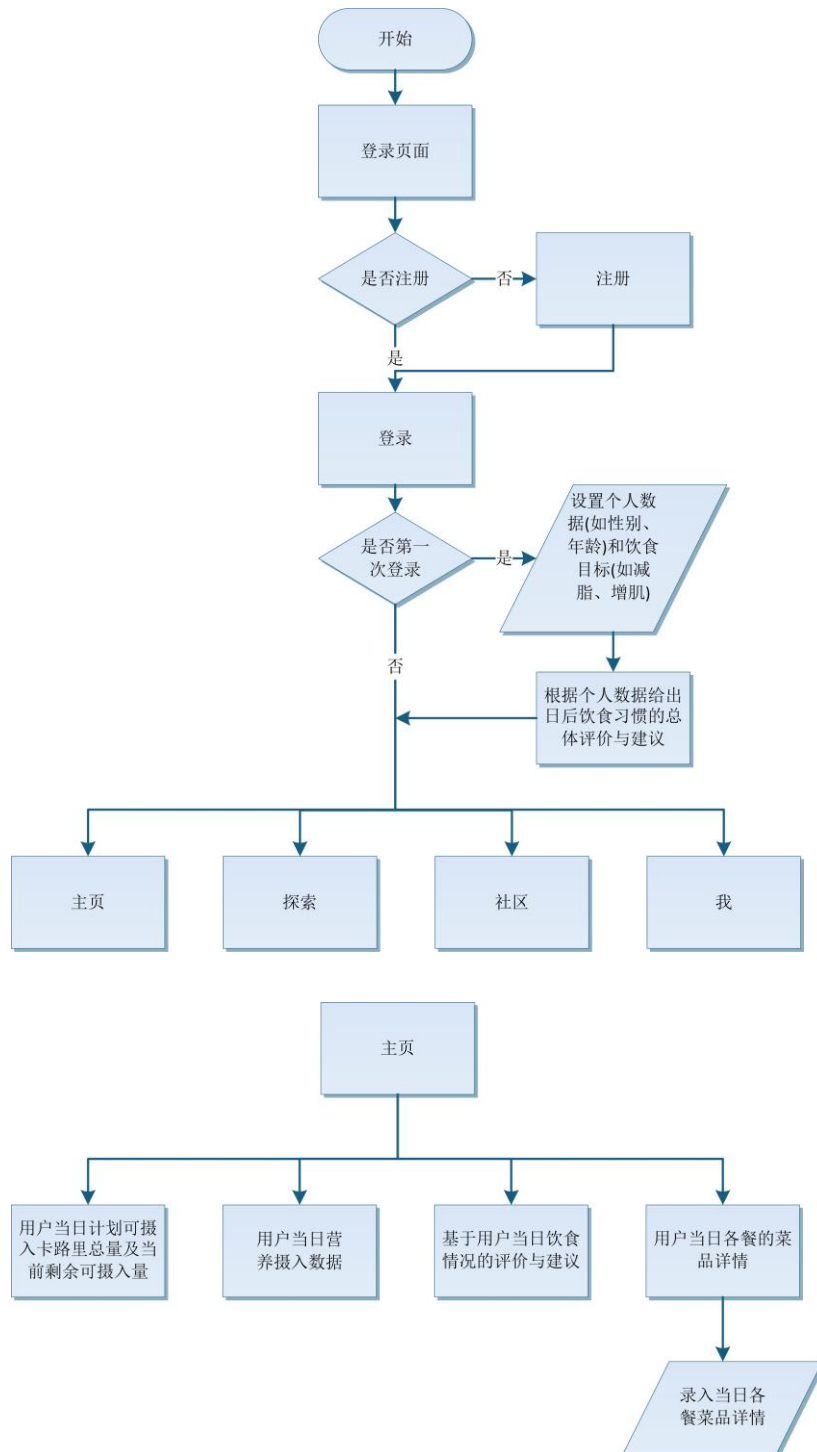 开始
登录页面
是否注册
否
注册
是
登录
设置个人数
据(如性别、
年龄)和饮食
目标(如减
脂、增肌)
是否第一
次登录
是
否
根据个人数据给出
日后饮食习惯的总
体评价与建议
主页
探索
社区
我
主页
用户当日计划可摄
入卡路里总量及当
前剩余可摄入量
用户当日营
养摄入数据
基于用户当日饮食
情况的评价与建议
用户当日各餐的菜
品详情
录入当日各
餐菜品详情